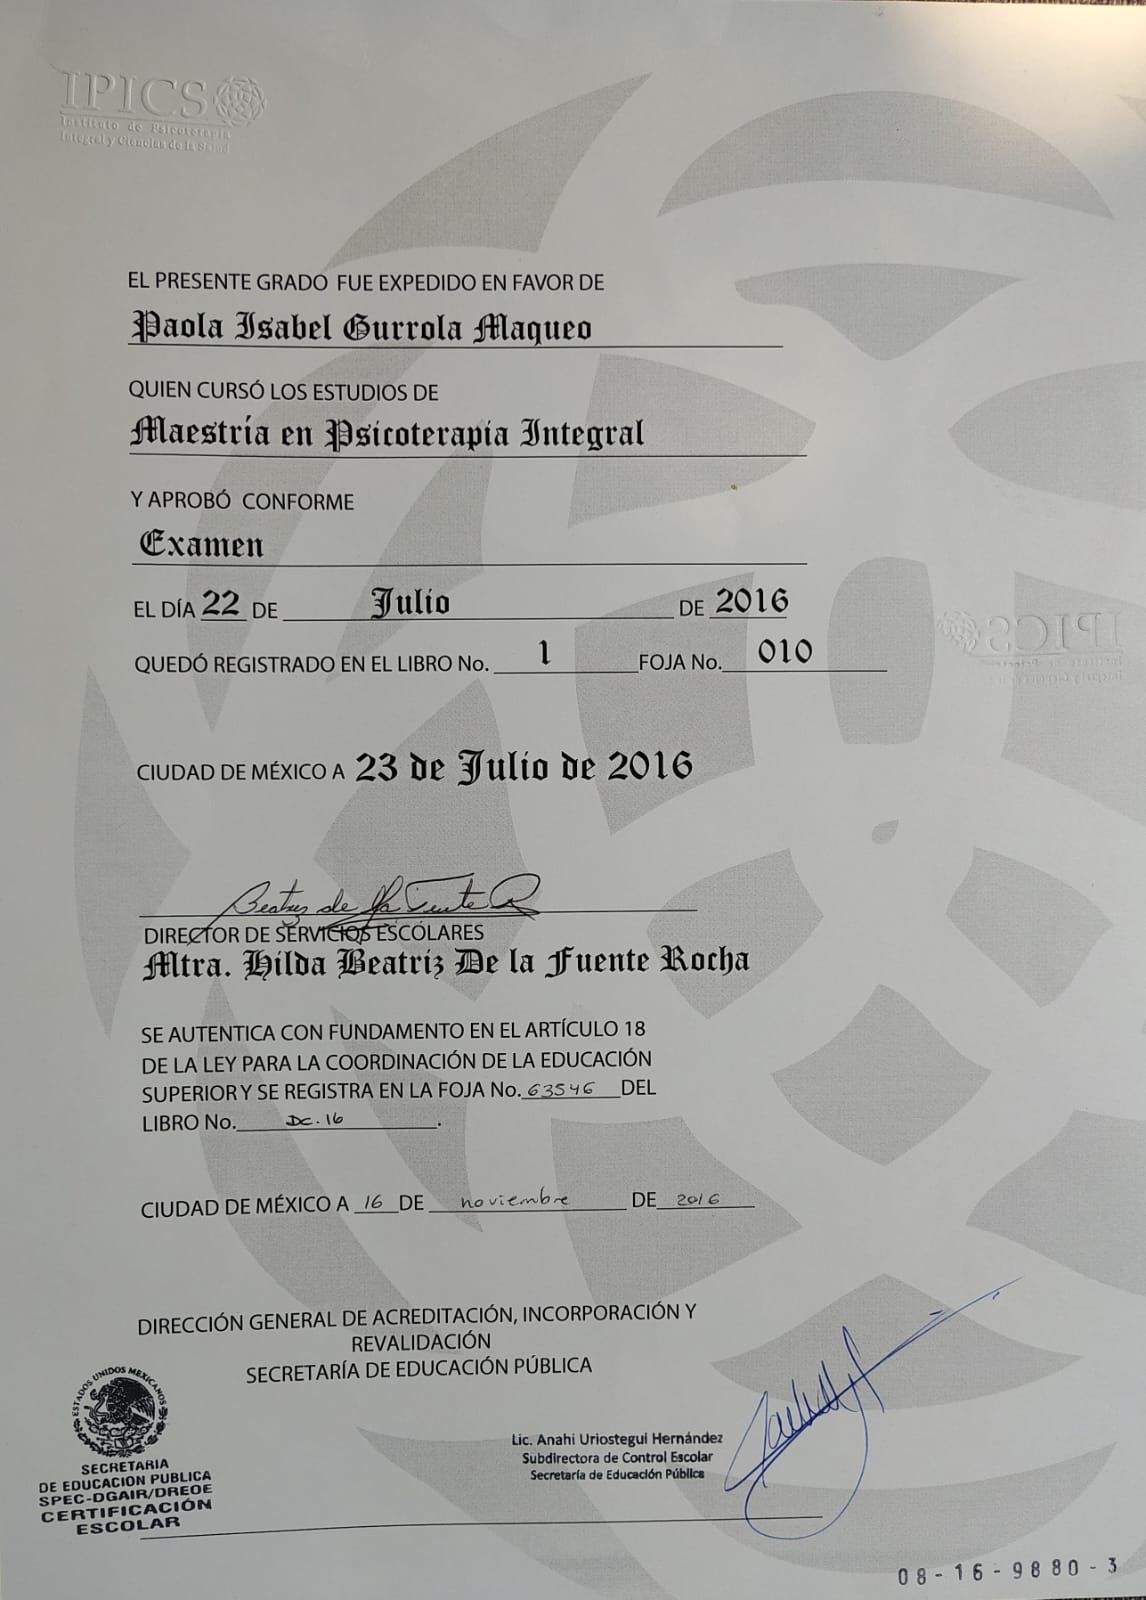 IPICS
Instituto de Psicoterapia
Integral y Ciencias de la Salud
EL PRESENTE GRADO FUE EXPEDIDO EN FAVOR DE
Paola Isabel Gurrola Maqueo
QUIEN CURSÓ LOS ESTUDIOS DE
Maestría en Psicoterapia Integral
Y APROBÓ CONFORME
Examen
EL DÍA 22 DE Julio DE 2016
QUEDÓ REGISTRADO EN EL LIBRO No. 1 FOJA No. 010
IPICS
CIUDAD DE MÉXICO A 23 de Julio de 2016
Beatriz de la Fuente R
DIRECTOR DE SERVICIOS ESCOLARES
Mtra. Hilda Beatriz De la Fuente Rocha
SE AUTENTICA CON FUNDAMENTO EN EL ARTÍCULO 18
DE LA LEY PARA LA COORDINACIÓN DE LA EDUCACIÓN
SUPERIOR Y SE REGISTRA EN LA FOJA No. 63546 DEL
LIBRO No. DC.16.
CIUDAD DE MÉXICO A 16 DE noviembre DE 2016
DIRECCIÓN GENERAL DE ACREDITACIÓN, INCORPORACIÓN Y
REVALIDACIÓN
SECRETARÍA DE EDUCACIÓN PÚBLICA
ESTADOS UNIDOS MEXICANOS
SECRETARIA
DE EDUCACION PUBLICA
SPEC-DGAIR/DREOE
CERTIFICACIÓN
ESCOLAR
Lic. Anahi Uriostegui Hernández
Subdirectora de Control Escolar
Secretaría de Educación Pública
08-16-9880-3